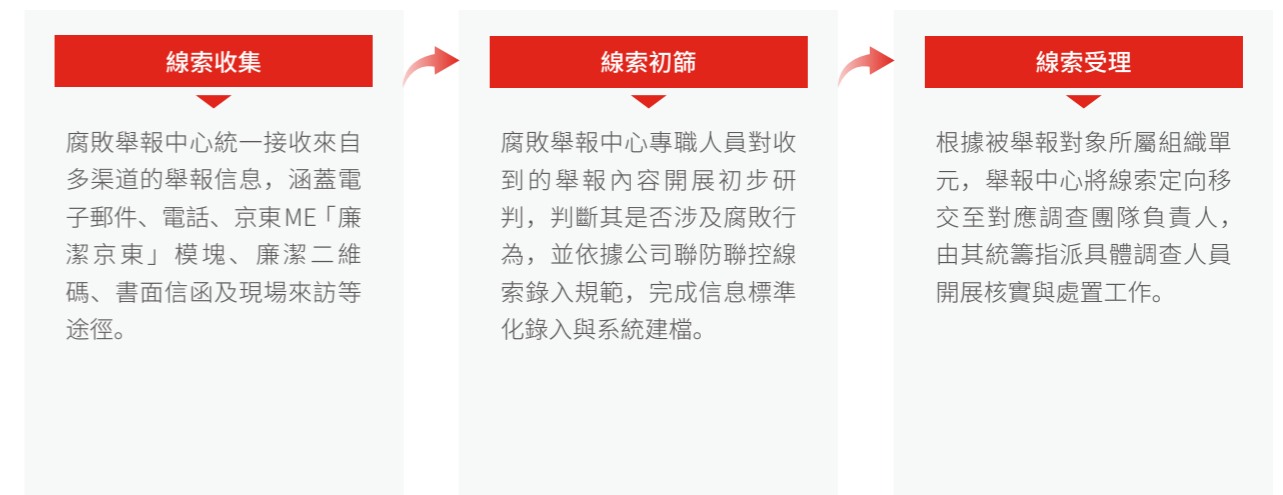 線索收集
腐敗舉報中心統一接收來自
多渠道的舉報信息，涵蓋電
子郵件、電話、京東ME「廉
潔京東」模塊、廉潔二維
碼、書面信函及現場來訪等
途徑。
線索初篩
腐敗舉報中心專職人員對收
到的舉報內容開展初步研
判，判斷其是否涉及腐敗行
為，並依據公司聯防聯控線
索錄入規範，完成信息標準
化錄入與系統建檔。
線索受理
根據被舉報對象所屬組織單
元，舉報中心將線索定向移
交至對應調查團隊負責人，
由其統籌指派具體調查人員
開展核實與處置工作。